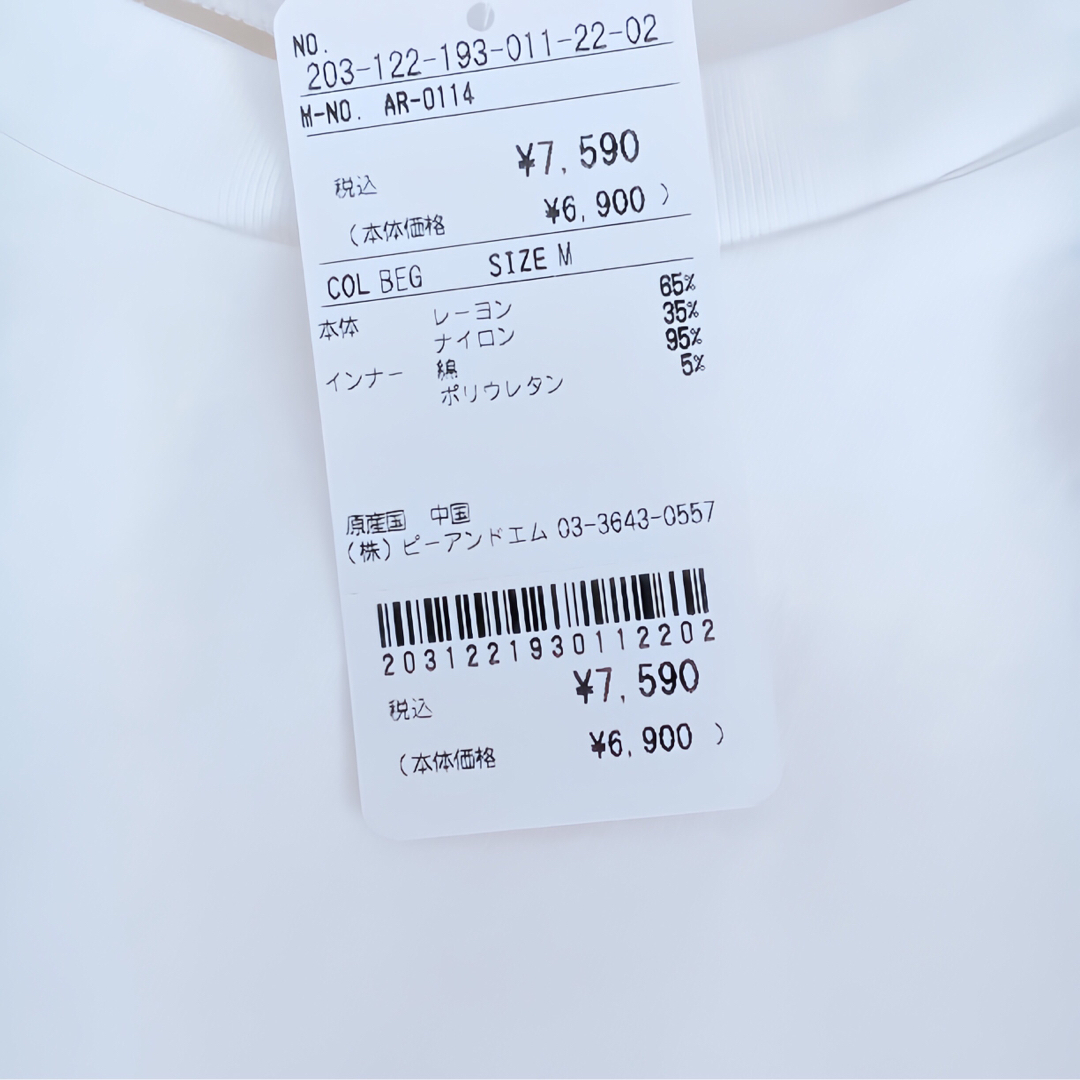 NO.
203-122-193-011-22-02
M-NO. AR-0114
¥7,590
税込
(本体価格 ¥6,900 )
COL BEG SIZE M
本体 レーヨン 65%
ナイロン 35%
インナー 綿 95%
ポリウレタン 5%
原産国 中国
(株)ピーアンドエム 03-3643-0557
2031221930112202
¥7,590
税込
(本体価格 ¥6,900 )